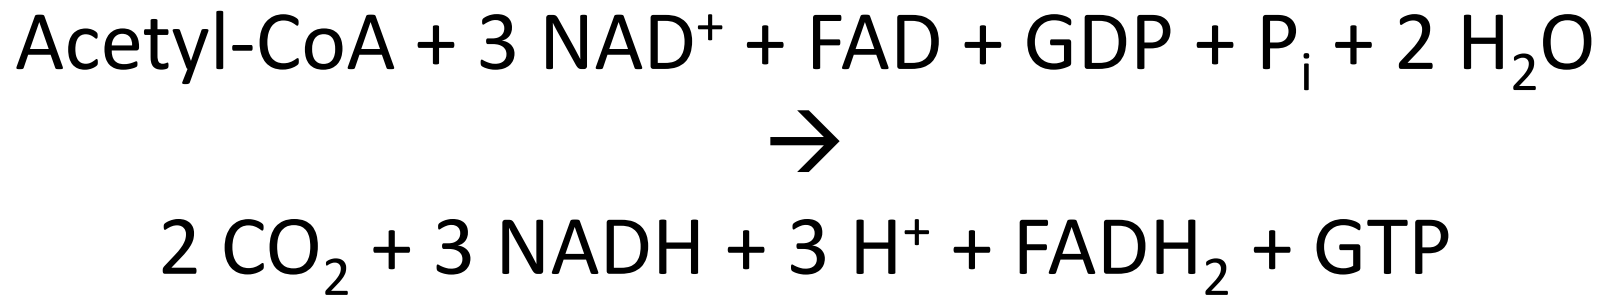 Acetyl-CoA + 3 NAD⁺ + FAD + GDP + Pᵢ + 2 H₂O
→
2 CO₂ + 3 NADH + 3 H⁺ + FADH₂ + GTP